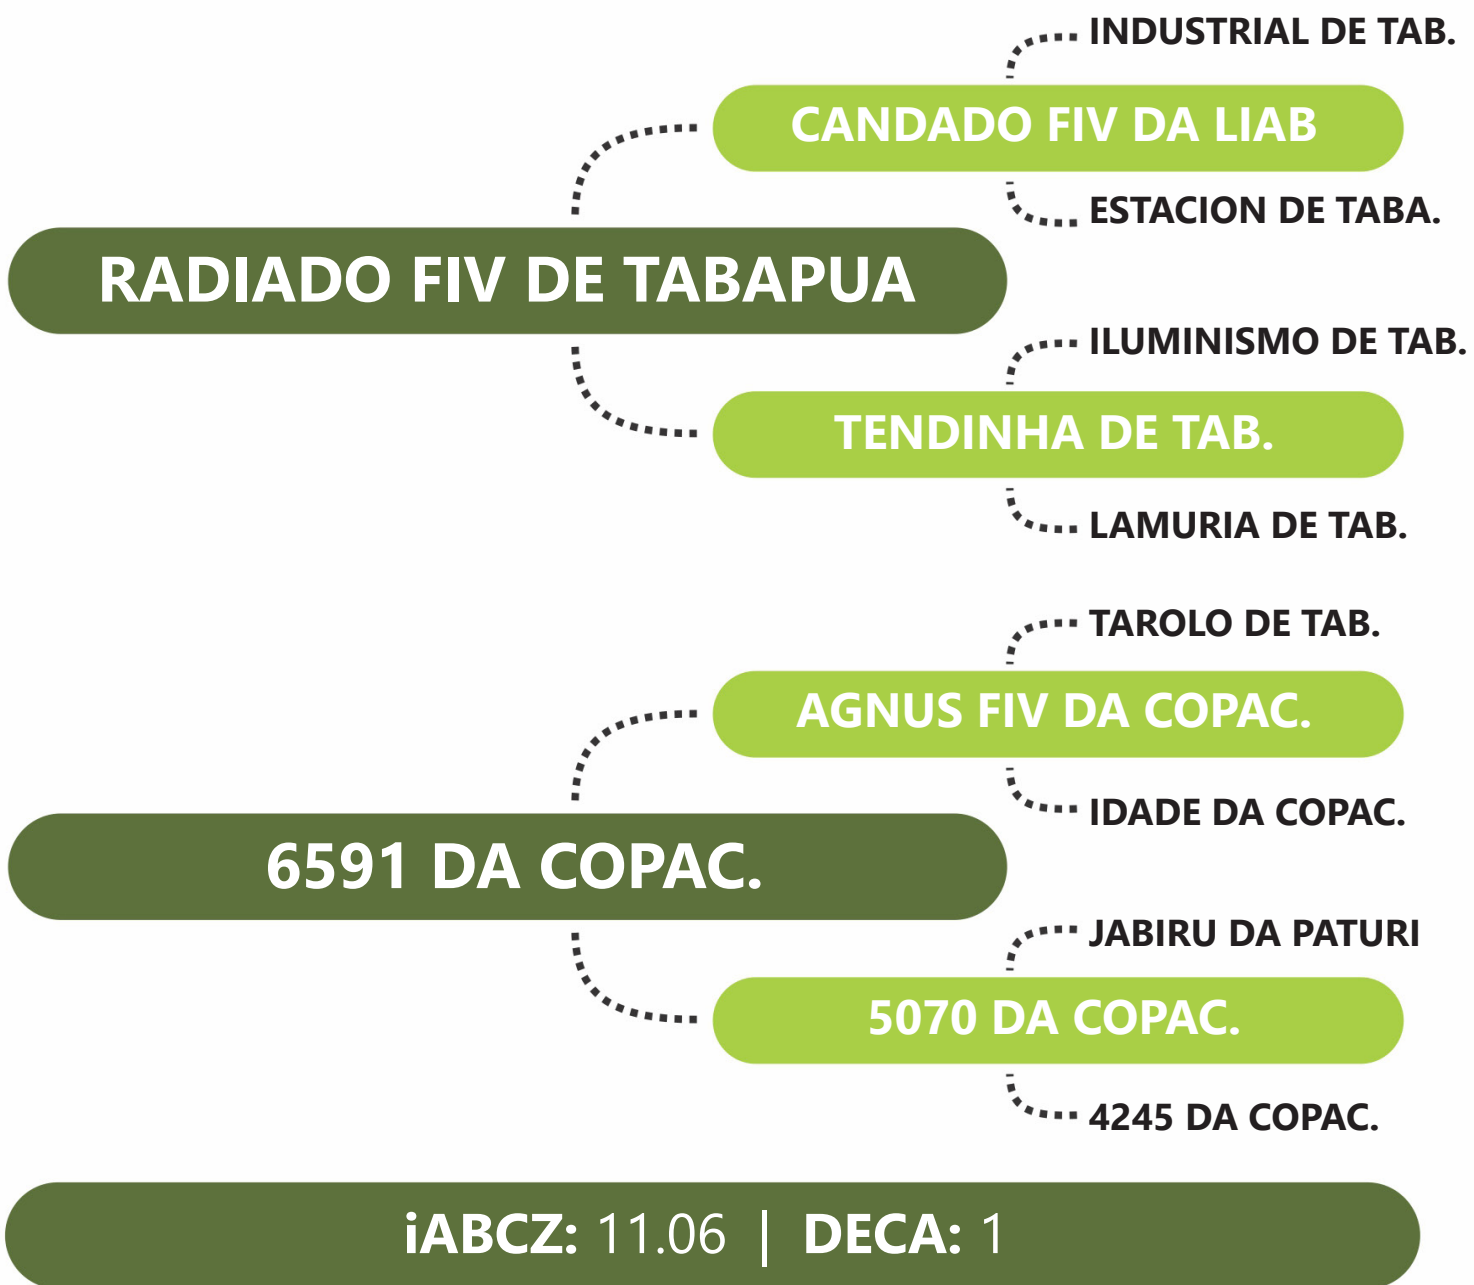 INDUSTRIAL DE TAB.
CANDADO FIV DA LIAB
ESTACION DE TABA.
RADIADO FIV DE TABAPUA
ILUMINISMO DE TAB.
TENDINHA DE TAB.
LAMURIA DE TAB.
TAROLO DE TAB.
AGNUS FIV DA COPAC.
IDADE DA COPAC.
6591 DA COPAC.
JABIRU DA PATURI
5070 DA COPAC.
4245 DA COPAC.
iABCZ: 11.06 | DECA: 1